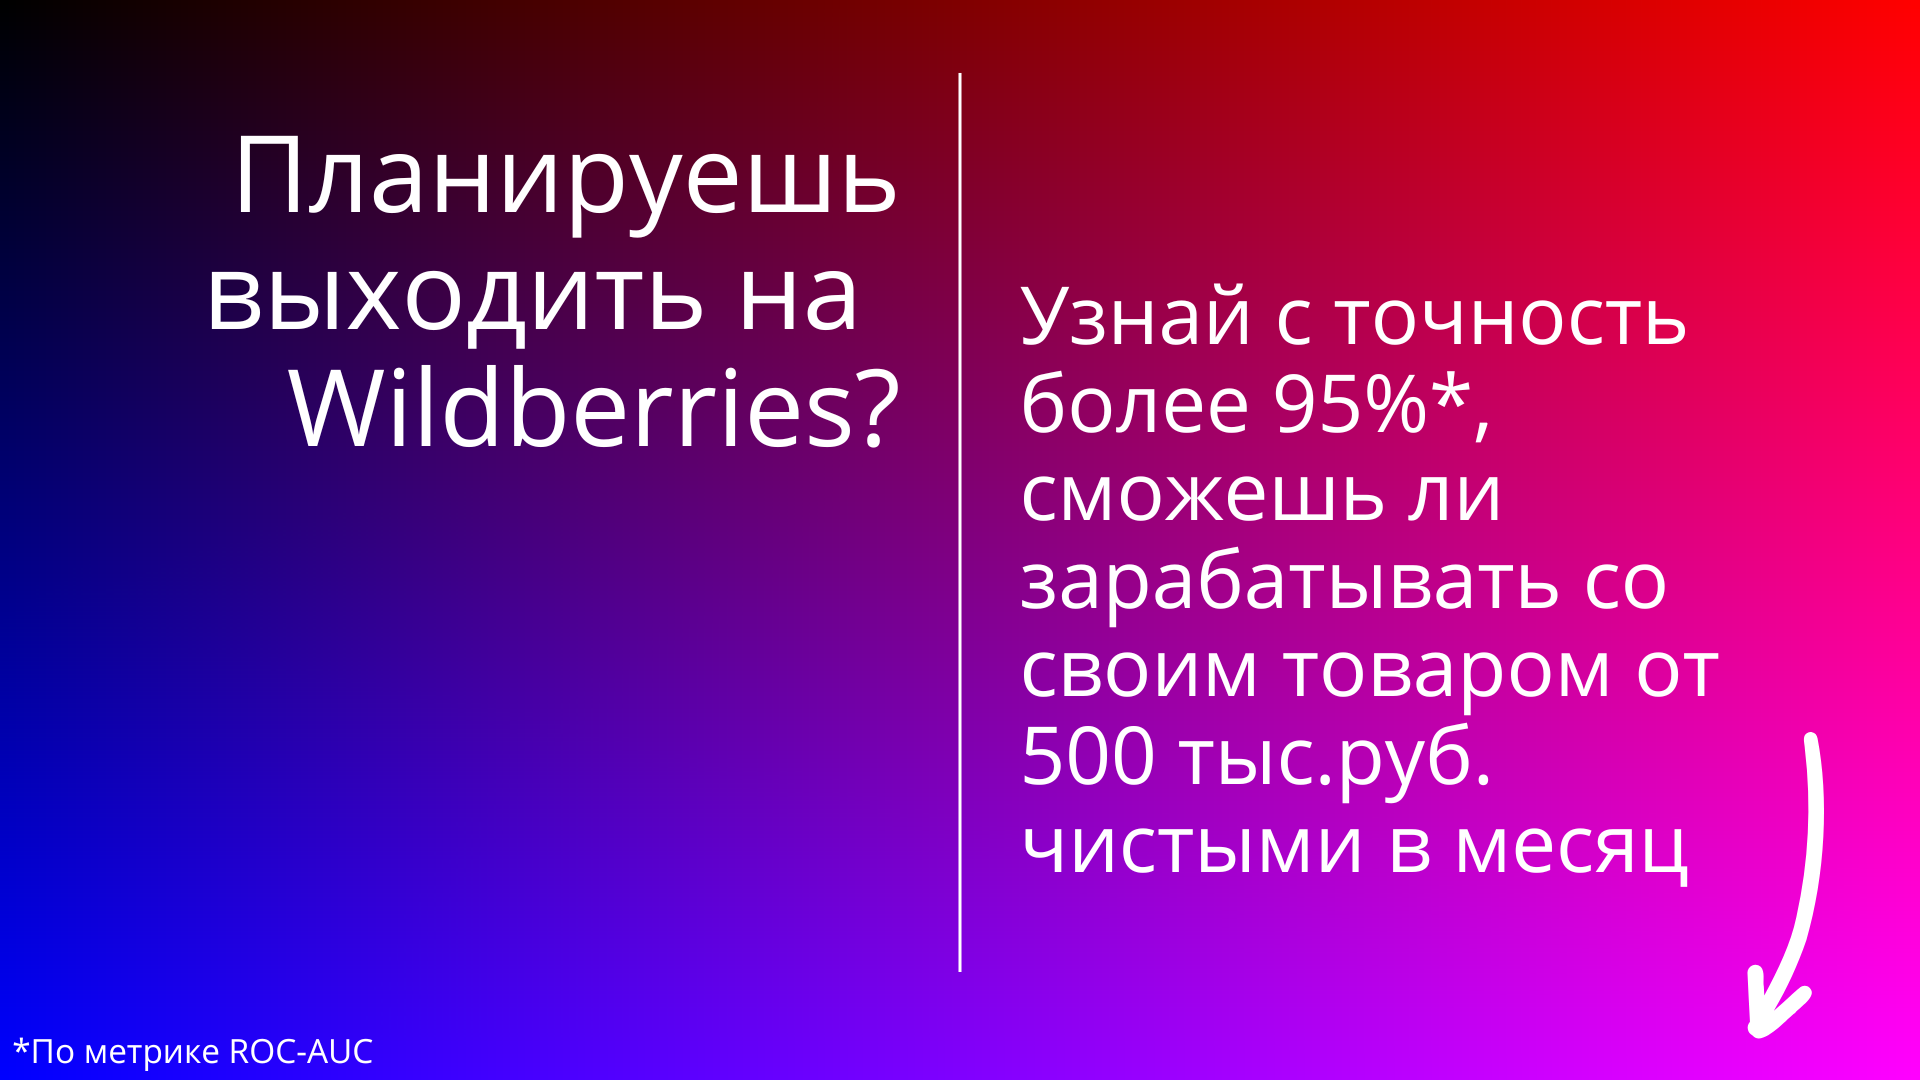 Планируешь
выходить на
Wildberries?
Узнай с точность
более 95%*,
сможешь ли
зарабатывать со
своим товаром от
500 тыс.руб.
чистыми в месяц
*По метрике ROC-AUC